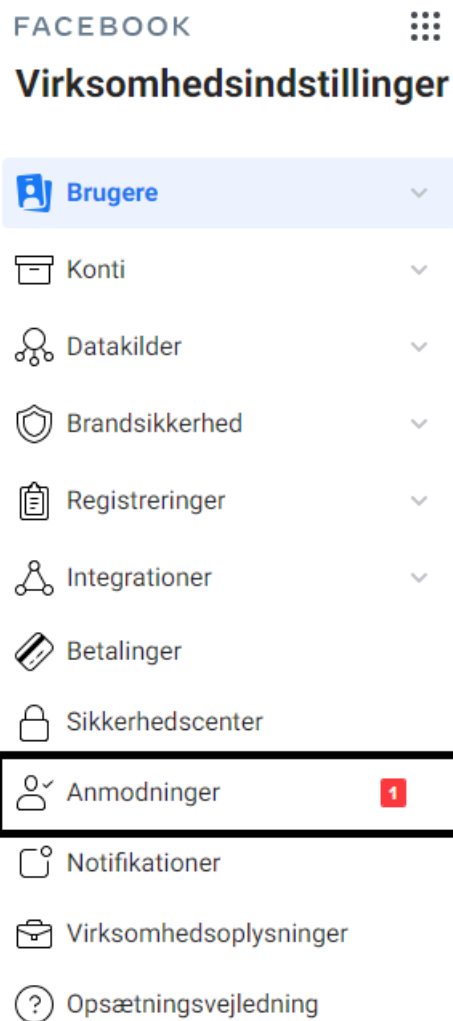 FACEBOOK
Virksomhedsindstillinger
Brugere
Konti
Datakilder
Brandsikkerhed
Registreringer
Integrationer
Betalinger
Sikkerhedscenter
Anmodninger 1
Notifikationer
Virksomhedsoplysninger
? Opsætningsvejledning